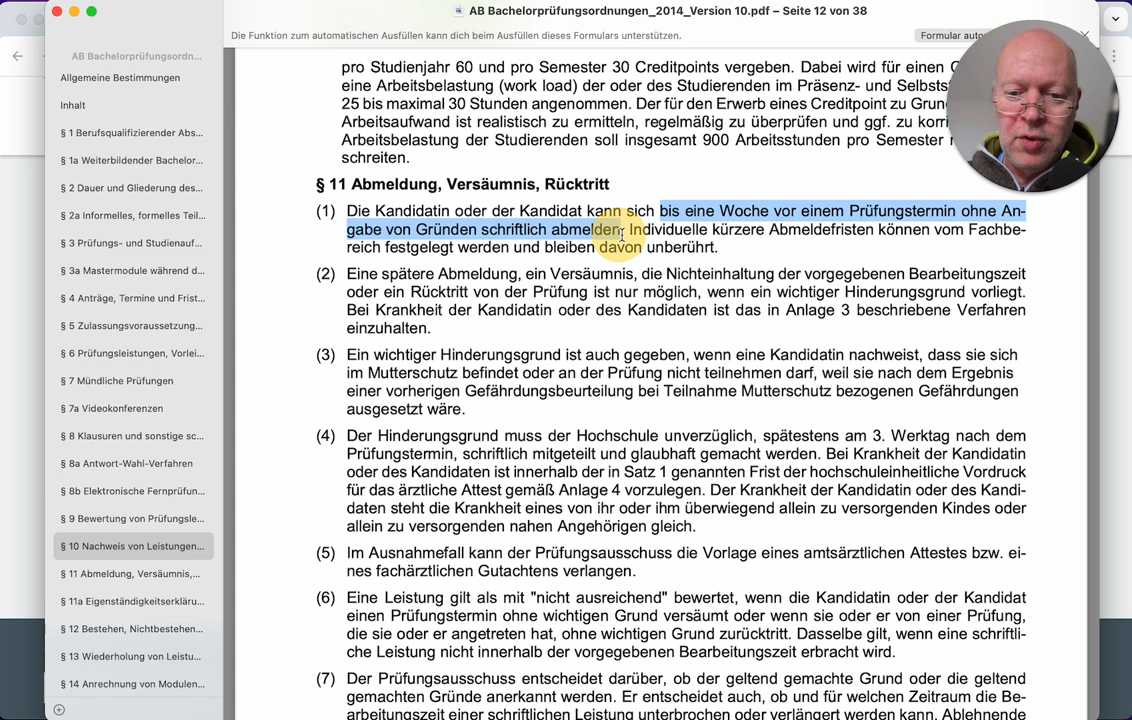 AB Bachelorprüfungsordnungen_2014_Version 10.pdf – Seite 12 von 38
Die Funktion zum automatischen Ausfüllen kann dich beim Ausfüllen dieses Formulars unterstützen.
Formular auto
AB Bachelorprüfungsordn...
Allgemeine Bestimmungen
Inhalt
§ 1 Berufsqualifizierender Abs...
§ 1a Weiterbildender Bachelor...
§ 2 Dauer und Gliederung des...
§ 2a Informelles, formelles Teil...
§ 3 Prüfungs- und Studienauf...
§ 3a Mastermodule während d...
§ 4 Anträge, Termine und Frist...
§ 5 Zulassungsvoraussetzung...
§ 6 Prüfungsleistungen, Vorlei...
§ 7 Mündliche Prüfungen
§ 7a Videokonferenzen
§ 8 Klausuren und sonstige sc...
§ 8a Antwort-Wahl-Verfahren
§ 8b Elektronische Fernprüfun...
§ 9 Bewertung von Prüfungsle...
§ 10 Nachweis von Leistungen...
§ 11 Abmeldung, Versäumnis,...
§ 11a Eigenständigkeitserkläru...
§ 12 Bestehen, Nichtbestehen...
§ 13 Wiederholung von Leistu...
§ 14 Anrechnung von Modulen...
pro Studienjahr 60 und pro Semester 30 Creditpoints vergeben. Dabei wird für einen
eine Arbeitsbelastung (work load) der oder des Studierenden im Präsenz- und Selbstst
25 bis maximal 30 Stunden angenommen. Der für den Erwerb eines Creditpoint zu Grun
Arbeitsaufwand ist realistisch zu ermitteln, regelmäßig zu überprüfen und ggf. zu korri
Arbeitsbelastung der Studierenden soll insgesamt 900 Arbeitsstunden pro Semester
schreiten.
§ 11 Abmeldung, Versäumnis, Rücktritt
(1) Die Kandidatin oder der Kandidat kann sich bis eine Woche vor einem Prüfungstermin ohne An-
gabe von Gründen schriftlich abmelden. Individuelle kürzere Abmeldefristen können vom Fachbe-
reich festgelegt werden und bleiben davon unberührt.
(2) Eine spätere Abmeldung, ein Versäumnis, die Nichteinhaltung der vorgegebenen Bearbeitungszeit
oder ein Rücktritt von der Prüfung ist nur möglich, wenn ein wichtiger Hinderungsgrund vorliegt.
Bei Krankheit der Kandidatin oder des Kandidaten ist das in Anlage 3 beschriebene Verfahren
einzuhalten.
(3) Ein wichtiger Hinderungsgrund ist auch gegeben, wenn eine Kandidatin nachweist, dass sie sich
im Mutterschutz befindet oder an der Prüfung nicht teilnehmen darf, weil sie nach dem Ergebnis
einer vorherigen Gefährdungsbeurteilung bei Teilnahme Mutterschutz bezogenen Gefährdungen
ausgesetzt wäre.
(4) Der Hinderungsgrund muss der Hochschule unverzüglich, spätestens am 3. Werktag nach dem
Prüfungstermin, schriftlich mitgeteilt und glaubhaft gemacht werden. Bei Krankheit der Kandidatin
oder des Kandidaten ist innerhalb der in Satz 1 genannten Frist der hochschuleinheitliche Vordruck
für das ärztliche Attest gemäß Anlage 4 vorzulegen. Der Krankheit der Kandidatin oder des Kandi-
daten steht die Krankheit eines von ihr oder ihm überwiegend allein zu versorgenden Kindes oder
allein zu versorgenden nahen Angehörigen gleich.
(5) Im Ausnahmefall kann der Prüfungsausschuss die Vorlage eines amtsärztlichen Attestes bzw. ei-
nes fachärztlichen Gutachtens verlangen.
(6) Eine Leistung gilt als mit "nicht ausreichend" bewertet, wenn die Kandidatin oder der Kandidat
einen Prüfungstermin ohne wichtigen Grund versäumt oder wenn sie oder er von einer Prüfung,
die sie oder er angetreten hat, ohne wichtigen Grund zurücktritt. Dasselbe gilt, wenn eine schriftli-
che Leistung nicht innerhalb der vorgegebenen Bearbeitungszeit erbracht wird.
(7) Der Prüfungsausschuss entscheidet darüber, ob der geltend gemachte Grund oder die geltend
gemachten Gründe anerkannt werden. Er entscheidet auch, ob und für welchen Zeitraum die Be-
arbeitungszeit einer schriftlichen Leistung unterbrochen oder verlängert werden kann. Ablehnende